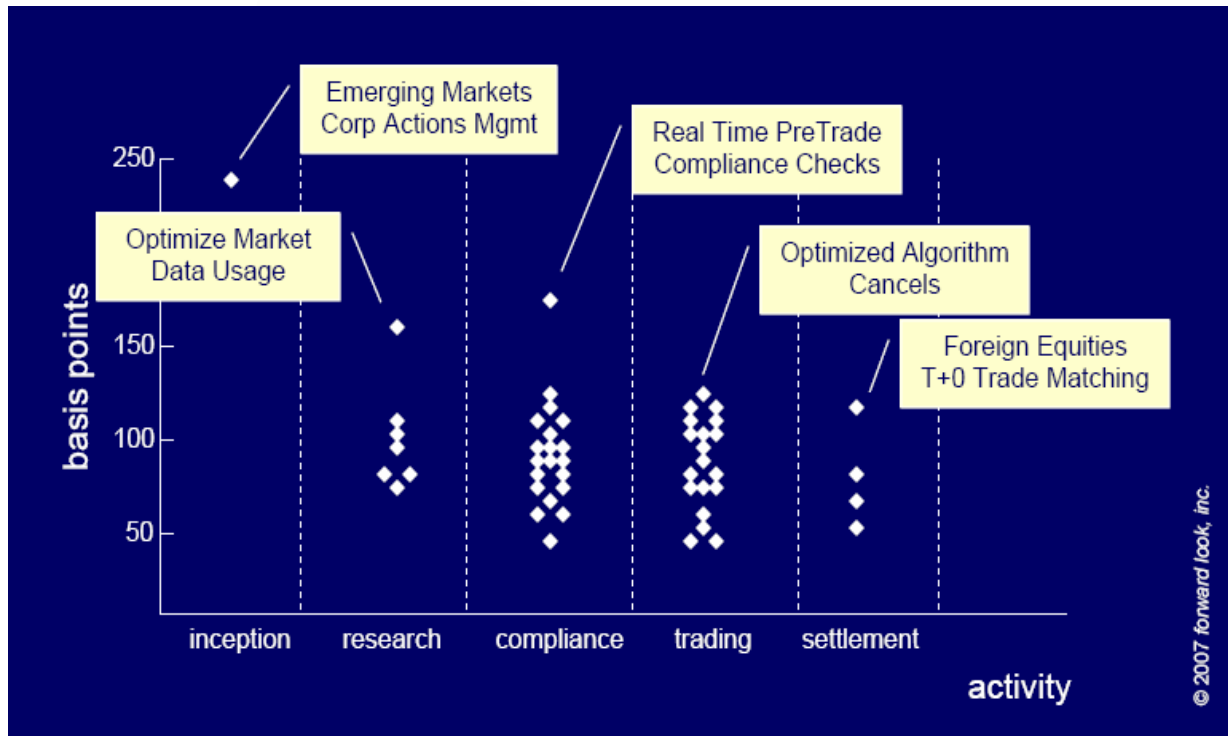 Emerging Markets
Corp Actions Mgmt
Real Time PreTrade
Compliance Checks
Optimize Market
Data Usage
Optimized Algorithm
Cancels
Foreign Equities
T+0 Trade Matching
basis points
250
150
100
50
inception
research
compliance
trading
settlement
activity
© 2007 forward look, inc.